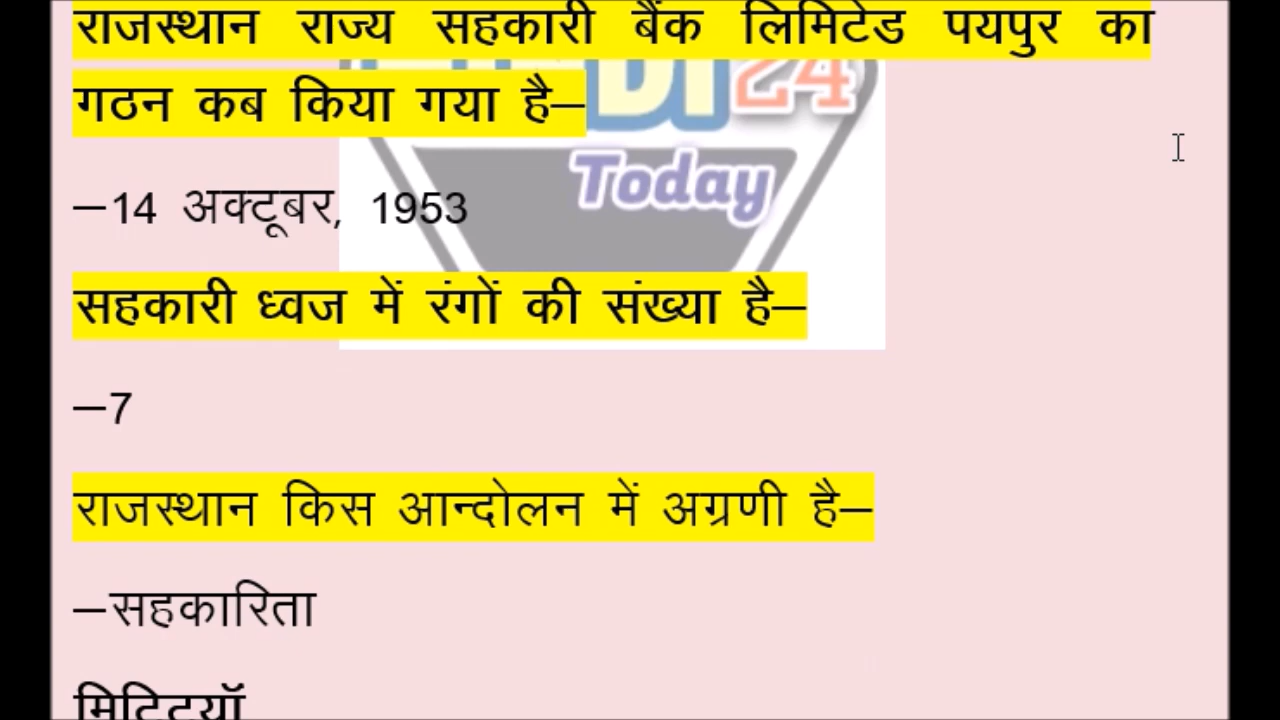 राजस्थान राज्य सहकारी बैंक लिमिटेड पयपुर का
गठन कब किया गया है—
24
Today
—14 अक्टूबर, 1953
सहकारी ध्वज में रंगों की संख्या है—
—7
राजस्थान किस आन्दोलन में अग्रणी है—
—सहकारिता
मिट्टियाँ